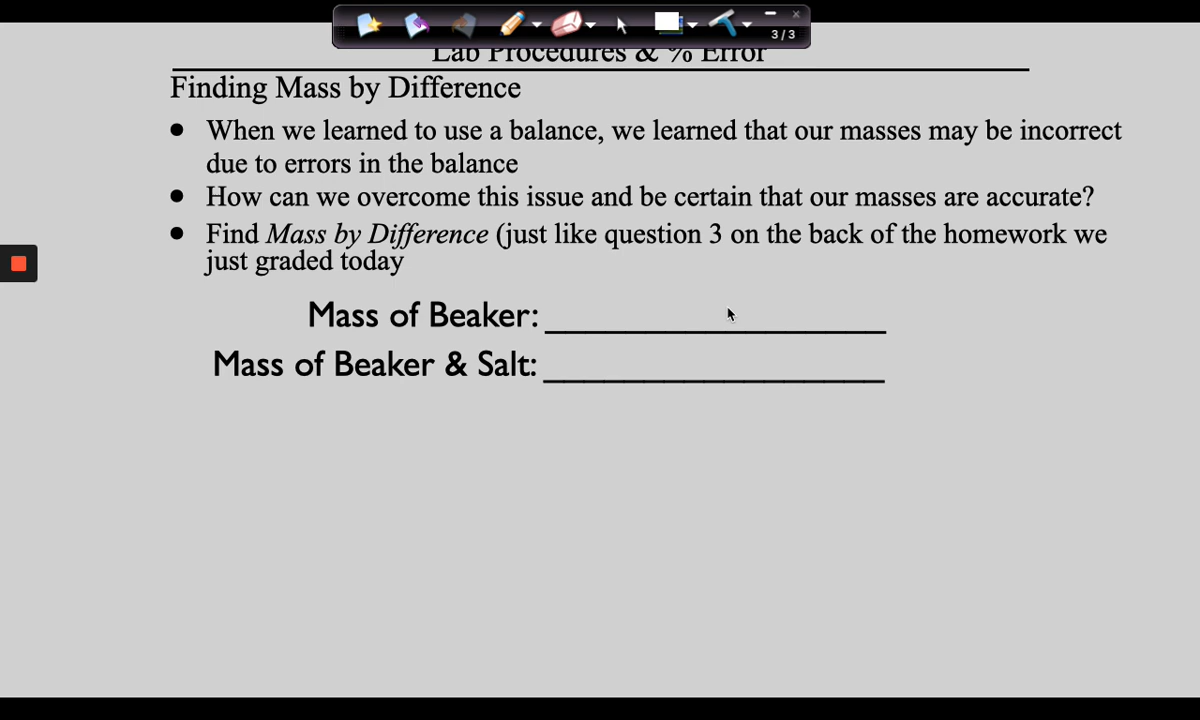 3/3
Lab Procedures & % Error
Finding Mass by Difference
• When we learned to use a balance, we learned that our masses may be incorrect
due to errors in the balance
• How can we overcome this issue and be certain that our masses are accurate?
• Find Mass by Difference (just like question 3 on the back of the homework we
just graded today
Mass of Beaker: _________________
Mass of Beaker & Salt: _________________